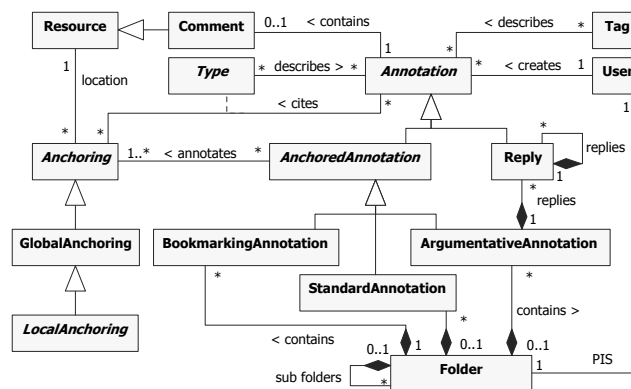 Resource
Comment
0..1
< contains
< describes
*
Tag
1
*
1
location
Type
*
describes >
*
Annotation
*
< creates
1
User
< cites
*
1
*
*
Anchoring
1..*
< annotates
*
AnchoredAnnotation
*
Reply
replies
1
*
replies
1
GlobalAnchoring
BookmarkingAnnotation
ArgumentativeAnnotation
*
*
StandardAnnotation
LocalAnchoring
*
contains >
< contains
0..1
1
0..1
0..1
Folder
1
PIS
sub folders
*